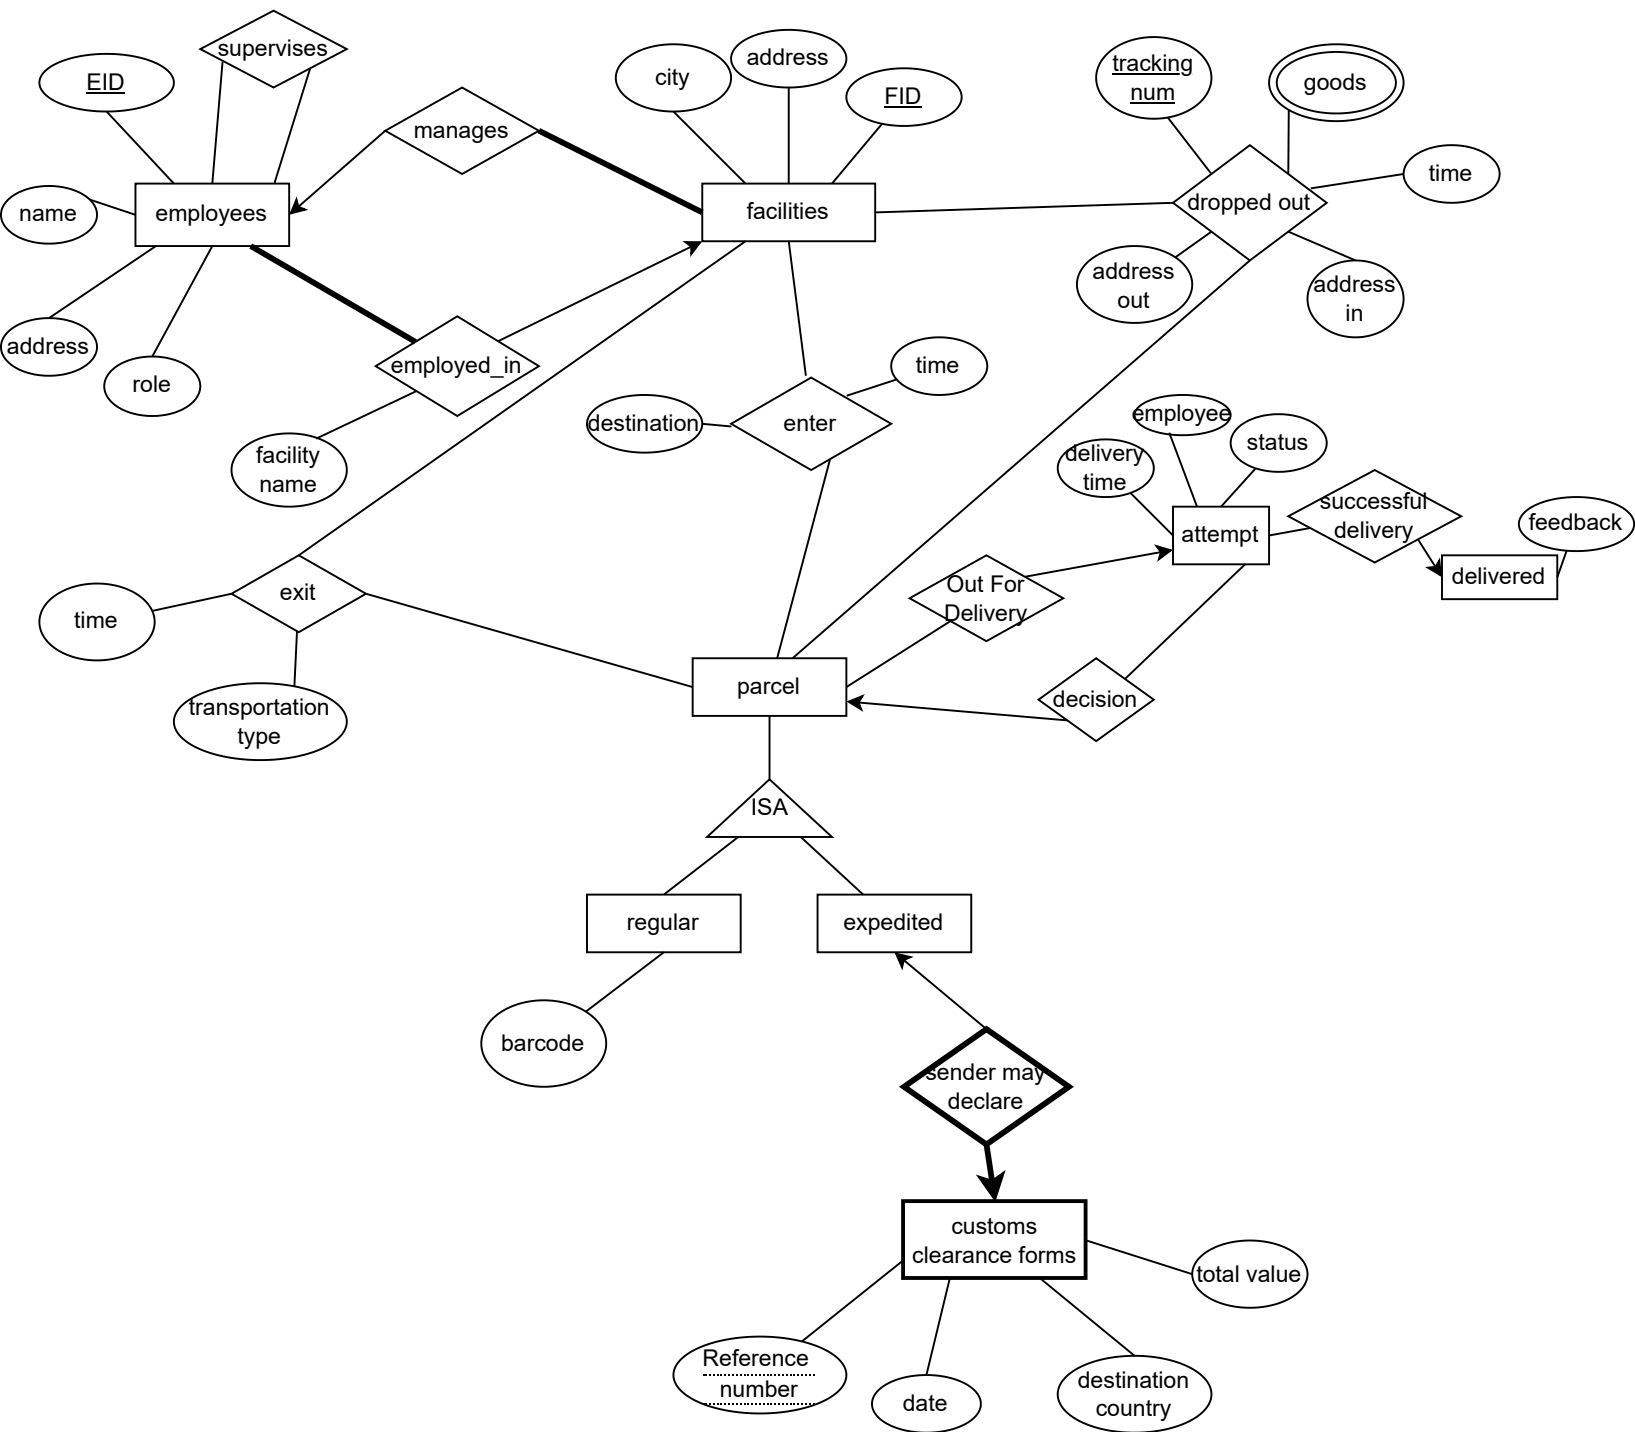 supervises
EID
manages
name
employees
address
role
employed_in
facility
name
city
address
FID
facilities
tracking
num
goods
time
dropped out
address
out
address
in
time
destination
enter
employee
delivery
time
status
attempt
successful
delivery
feedback
delivered
Out For
Delivery
decision
exit
time
transportation
type
parcel
ISA
regular
expedited
barcode
sender may
declare
customs
clearance forms
total value
Reference
number
date
destination
country